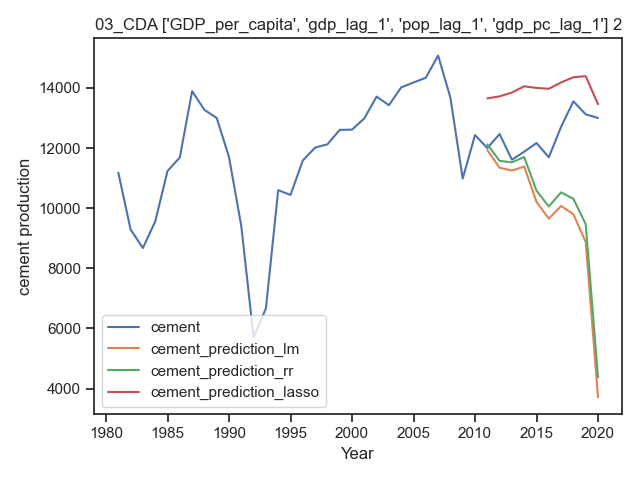 03_CDA ['GDP_per_capita', 'gdp_lag_1', 'pop_lag_1', 'gdp_pc_lag_1'] 2
cement production
14000
12000
10000
8000
6000
4000
cement
cement_prediction_lm
cement_prediction_rr
cement_prediction_lasso
1980 1985 1990 1995 2000 2005 2010 2015 2020
Year